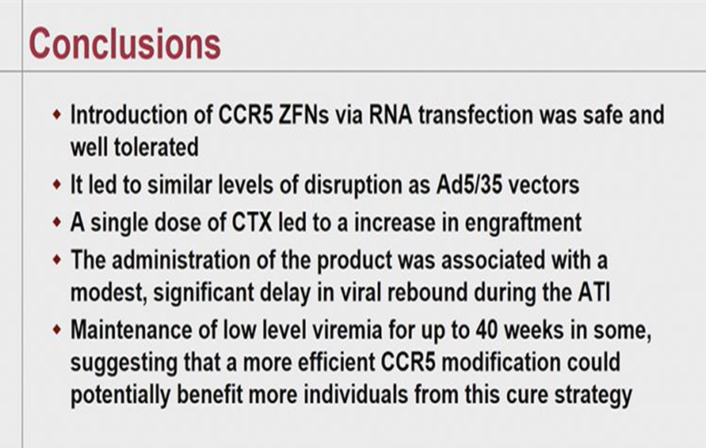 Conclusions
Introduction of CCR5 ZFNs via RNA transfection was safe and
well tolerated
It led to similar levels of disruption as Ad5/35 vectors
A single dose of CTX led to a increase in engraftment
The administration of the product was associated with a
modest, significant delay in viral rebound during the ATI
Maintenance of low level viremia for up to 40 weeks in some,
suggesting that a more efficient CCR5 modification could
potentially benefit more individuals from this cure strategy